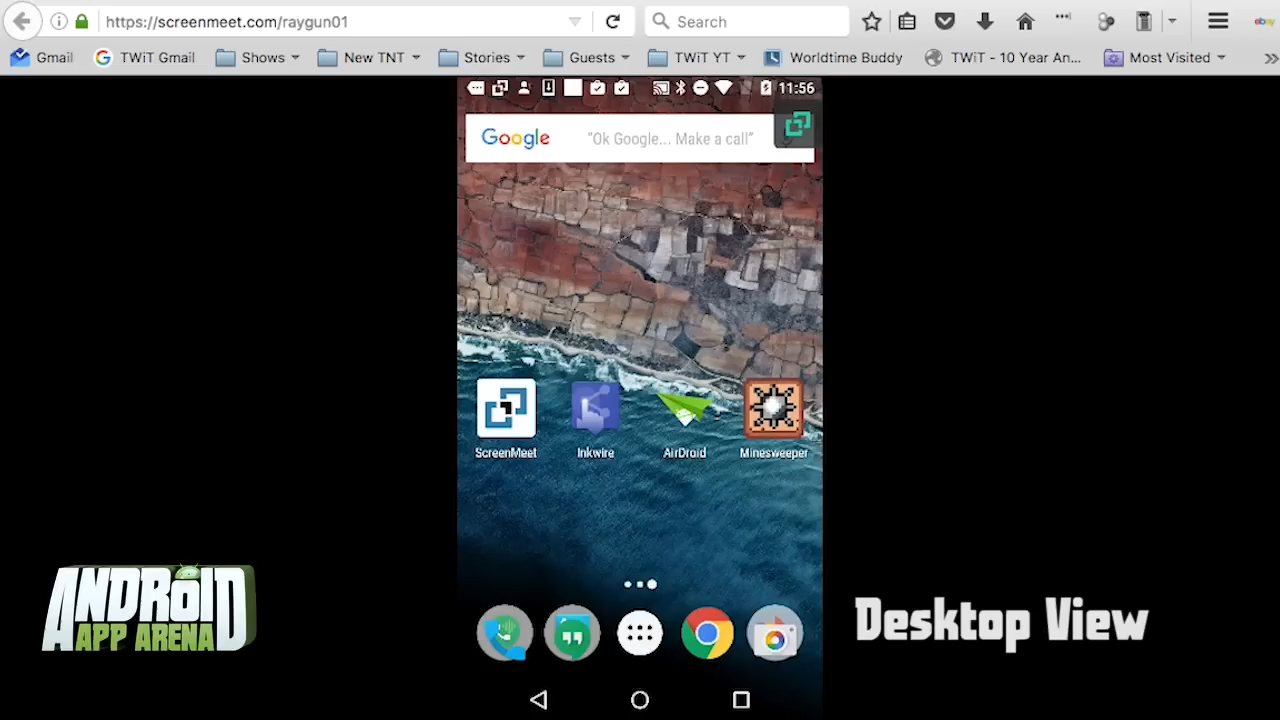 https://screenmeet.com/raygun01
Search
ebay
Gmail
TWiT Gmail
Shows
New TNT
Stories
Guests
TWiT YT
Worldtime Buddy
TWiT - 10 Year An...
Most Visited
11:56
Google
"Ok Google... Make a call"
ScreenMeet
Inkwire
AirDroid
Minesweeper
ANDROID
APP ARENA
Desktop View